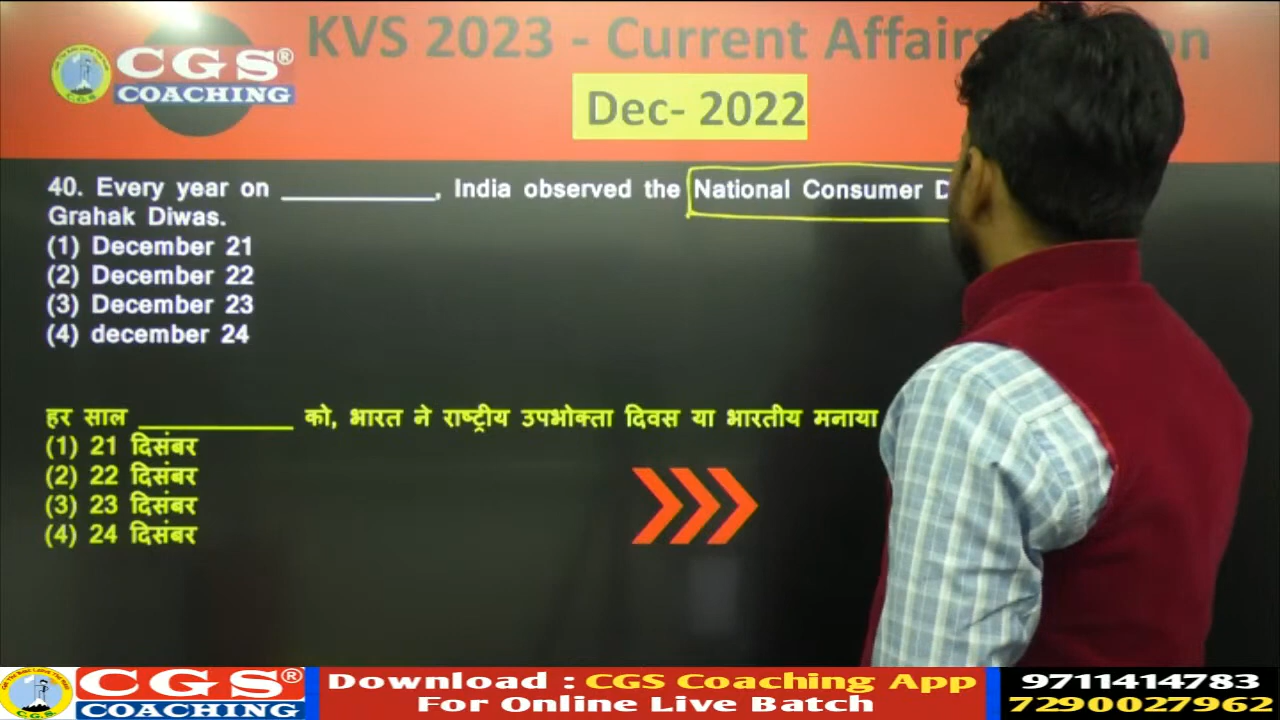 CGS®
COACHING
KVS 2023 - Current Affairs
Dec- 2022
40. Every year on ____________, India observed the National Consumer
Grahak Diwas.
(1) December 21
(2) December 22
(3) December 23
(4) december 24
हर साल ____________ को, भारत ने राष्ट्रीय उपभोक्ता दिवस या भारतीय मनाया
(1) 21 दिसंबर
(2) 22 दिसंबर
(3) 23 दिसंबर
(4) 24 दिसंबर
CGS®
COACHING
Download : CGS Coaching App
For Online Live Batch
9711414783
7290027962